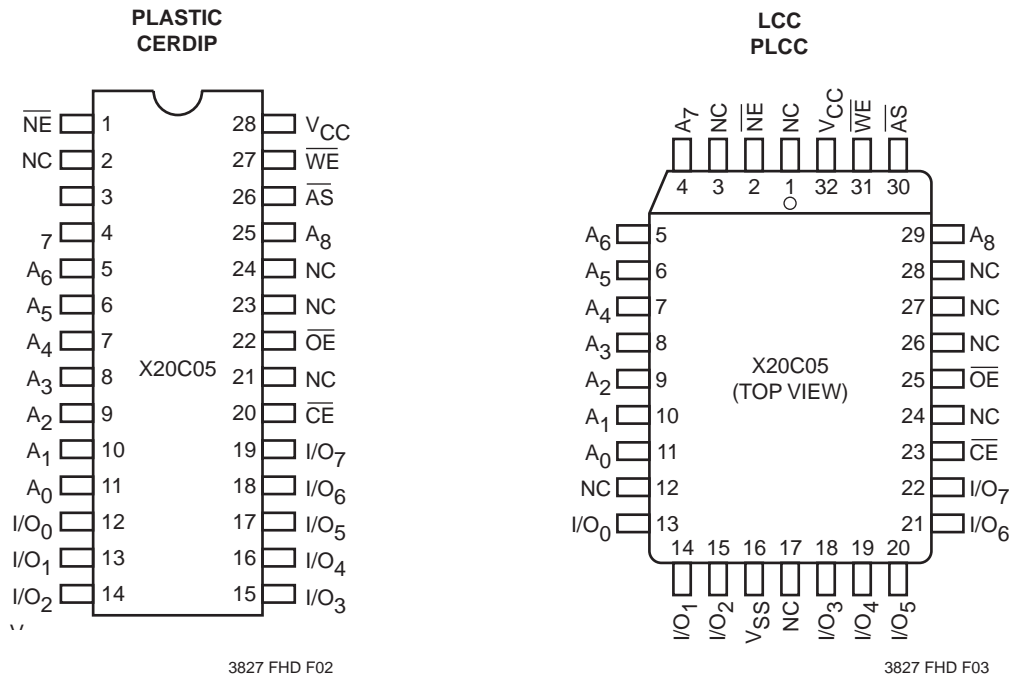 PLASTIC
CERDIP
NE 1 28 VCC
NC 2 27 WE
3 26 AS
7 4 25 A8
A6 5 24 NC
A5 6 23 NC
A4 7 22 OE
A3 8 21 NC
A2 9 20 CE
A1 10 19 I/O7
A0 11 18 I/O6
I/O0 12 17 I/O5
I/O1 13 16 I/O4
I/O2 14 15 I/O3
X20C05
3827 FHD F02
LCC
PLCC
A7 NC NE NC VCC WE AS
4 3 2 1 32 31 30
A6 5 29 A8
A5 6 28 NC
A4 7 27 NC
A3 8 26 NC
A2 9 25 OE
A1 10 24 NC
A0 11 23 CE
NC 12 22 I/O7
I/O0 13 21 I/O6
X20C05
(TOP VIEW)
14 15 16 17 18 19 20
I/O1 I/O2 VSS NC I/O3 I/O4 I/O5
3827 FHD F03